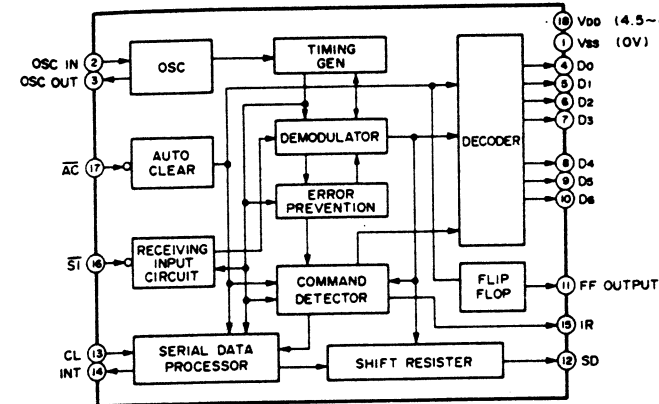 18 VDD (4.5~
1 VSS (0V)
OSC IN 2
OSC OUT 3
OSC
TIMING
GEN
4 D0
5 D1
6 D2
7 D3
DECODER
DEMODULATOR
AC 17
AUTO
CLEAR
8 D4
9 D5
10 D6
ERROR
PREVENTION
SI 16
RECEIVING
INPUT
CIRCUIT
COMMAND
DETECTOR
FLIP
FLOP
11 FF OUTPUT
15 IR
CL 13
INT 14
SERIAL DATA
PROCESSOR
SHIFT RESISTER
12 SD